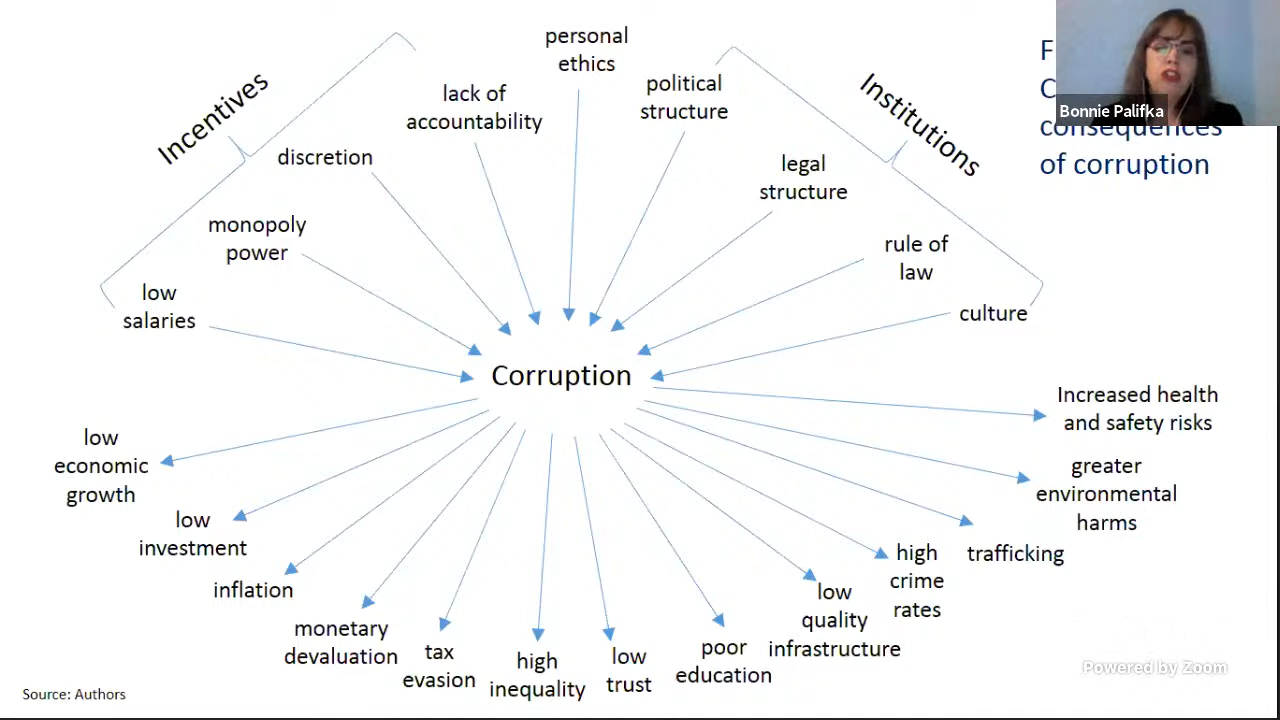 personal
ethics
Incentives
lack of
accountability
political
structure
Institutions
F
C
Bonnie Palifka
consequences
of corruption
discretion
legal
structure
monopoly
power
rule of
law
low
salaries
culture
Corruption
Increased health
and safety risks
low
economic
growth
greater
environmental
harms
low
investment
trafficking
high
crime
rates
inflation
low
quality
infrastructure
monetary
devaluation
tax
evasion
high
inequality
low
trust
poor
education
Powered by Zoom
Source: Authors